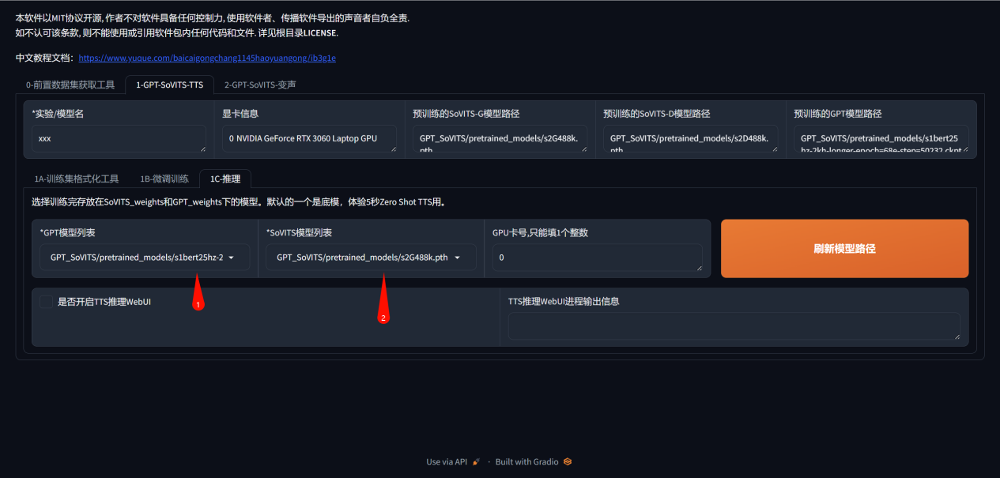 本软件以MIT协议开源, 作者不对软件具备任何控制力, 使用软件者、传播软件导出的声音者自负全责.
如不认可该条款, 则不能使用或引用软件包内任何代码和文件. 详见根目录LICENSE.
中文教程文档：https://www.yuque.com/baicaigongchang1145haoyuangong/ib3g1e
0-前置数据集获取工具 1-GPT-SoVITS-TTS 2-GPT-SoVITS-变声
*实验/模型名 显卡信息 预训练的SoVITS-G模型路径 预训练的SoVITS-D模型路径 预训练的GPT模型路径
xxx 0 NVIDIA GeForce RTX 3060 Laptop GPU GPT_SoVITS/pretrained_models/s2G488k. GPT_SoVITS/pretrained_models/s2D488k. GPT_SoVITS/pretrained_models/s1bert25
pth pth hz-2kh-longer-epoch=68e-step=50232.ckpt
1A-训练集格式化工具 1B-微调训练 1C-推理
选择训练完存放在SoVITS_weights和GPT_weights下的模型。默认的一个是底模，体验5秒Zero Shot TTS用。
*GPT模型列表 *SoVITS模型列表 GPU卡号,只能填1个整数 刷新模型路径
GPT_SoVITS/pretrained_models/s1bert25hz-2 GPT_SoVITS/pretrained_models/s2G488k.pth 0
是否开启TTS推理WebUI TTS推理WebUI进程输出信息
1
2
Use via API · Built with Gradio